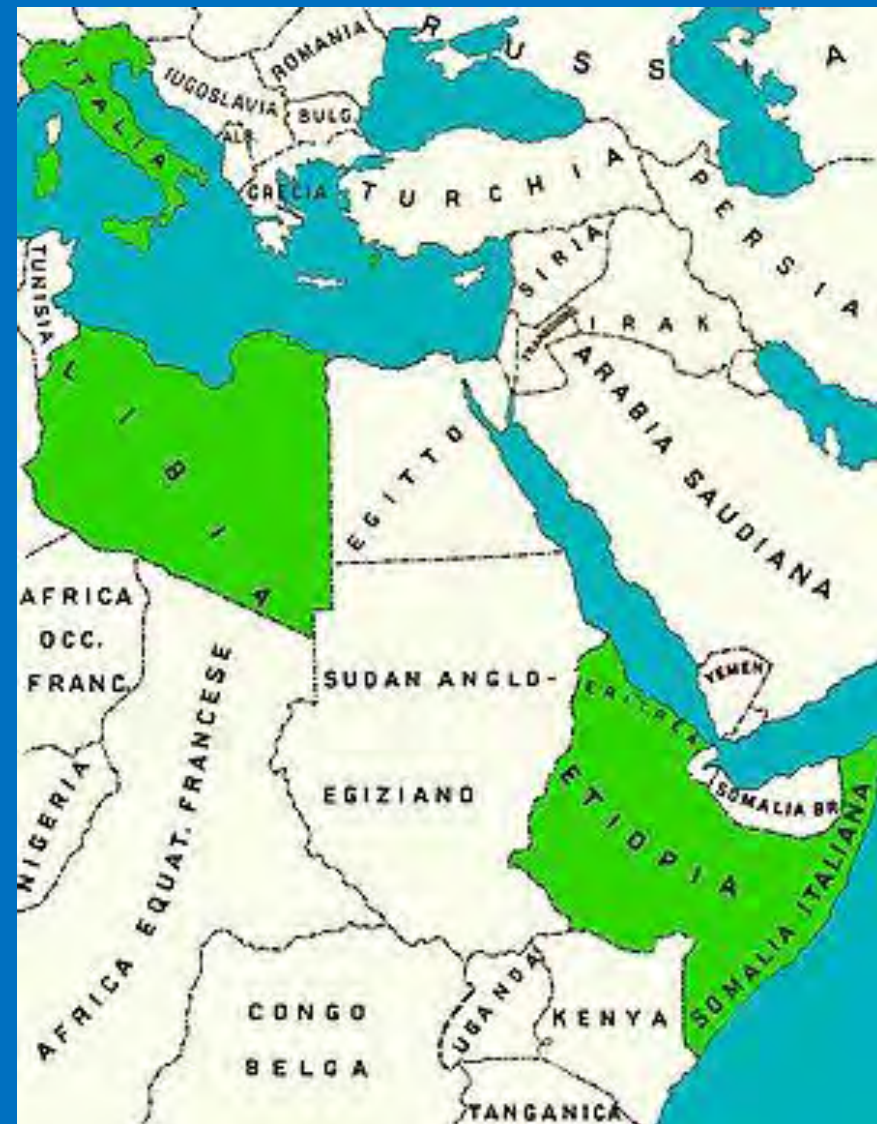 RUSSIA
ROMANIA
ITALIA
IUGOSLAVIA
BULG.
ALB.
GRECIA
TURCHIA
PERSIA
TUNISIA
SIRIA
IRAK
LIBIA
EGITTO
ARABIA SAUDIANA
AFRICA
OCC.
FRANC.
SUDAN ANGLO-
EGIZIANO
YEMEN
ERITREA
NIGERIA
AFRICA EQUAT. FRANCESE
ETIOPIA
SOMALIA BR.
SOMALIA ITALIANA
CONGO
BELGA
UGANDA
KENYA
TANGANICA